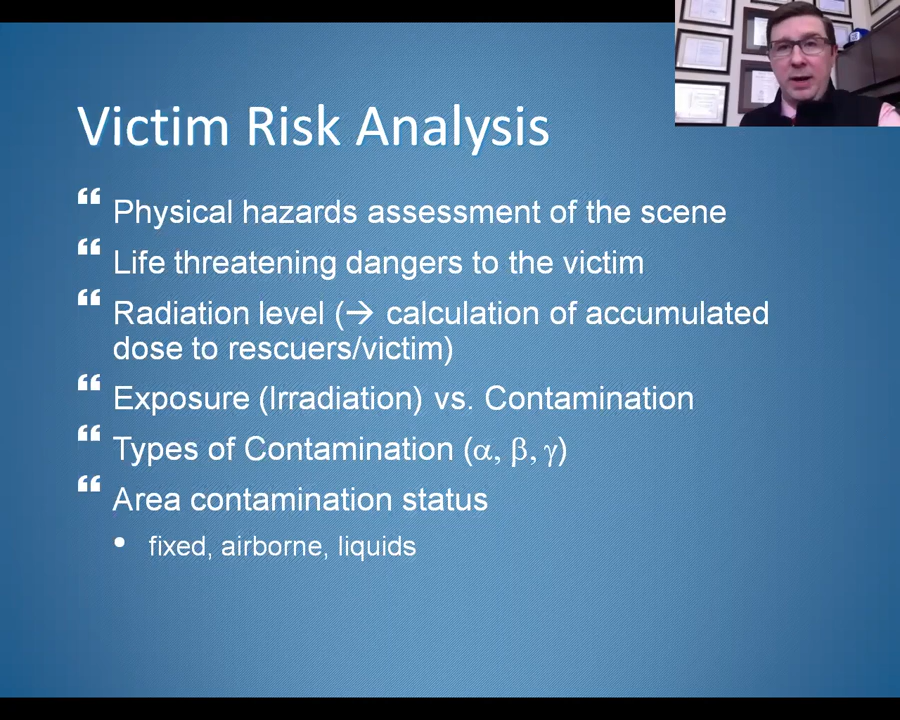 Victim Risk Analysis
“ Physical hazards assessment of the scene
“ Life threatening dangers to the victim
“ Radiation level (→ calculation of accumulated
dose to rescuers/victim)
“ Exposure (Irradiation) vs. Contamination
“ Types of Contamination (α, β, γ)
“ Area contamination status
• fixed, airborne, liquids